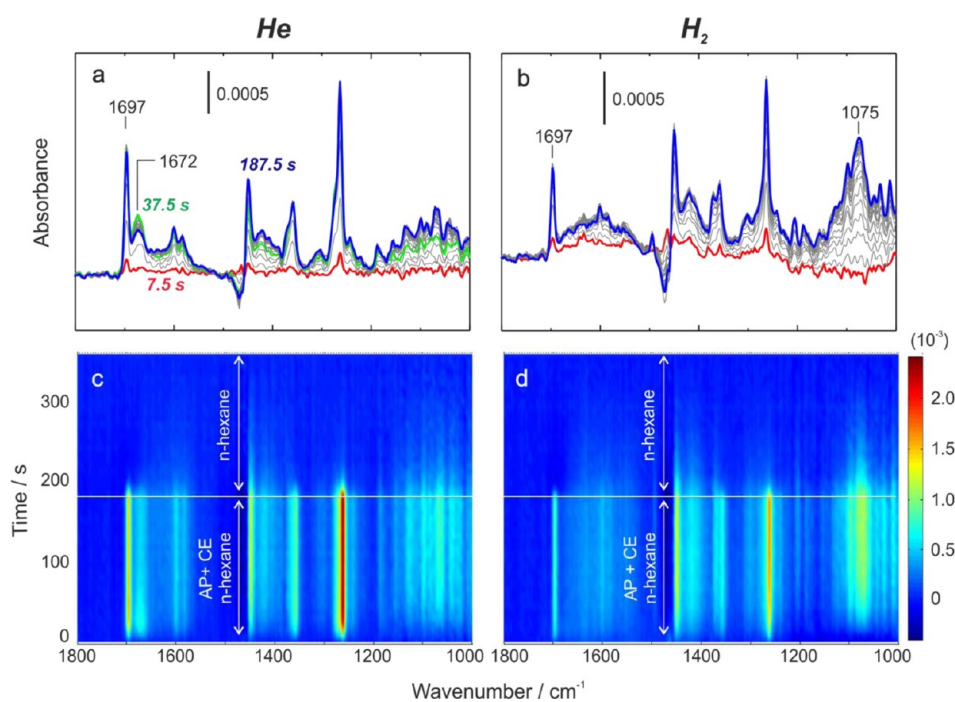 He
H₂
a
0.0005
1697
1672
187.5 s
37.5 s
7.5 s
b
0.0005
1697
1075
Absorbance
(10⁻³)
c
n-hexane
AP+ CE
n-hexane
300
200
100
0
Time / s
1800
1600
1400
1200
1000
d
n-hexane
AP + CE
n-hexane
1800
1600
1400
1200
1000
2.0
1.0
0.5
0
Wavenumber / cm⁻¹